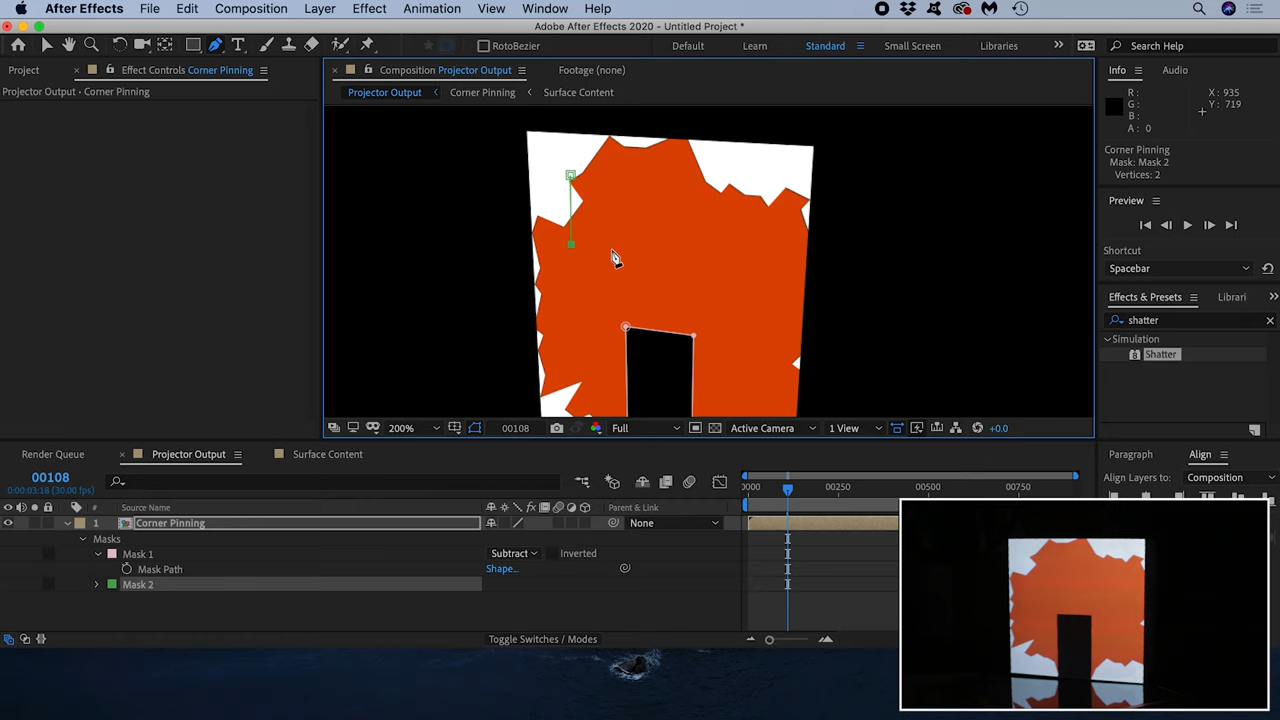 After Effects File Edit Composition Layer Effect Animation View Window Help
Adobe After Effects 2020 - Untitled Project *
RotoBezier Default Learn Standard Small Screen Libraries Search Help
Project Effect Controls Corner Pinning Composition Projector Output Footage (none) Info Audio
Projector Output • Corner Pinning Projector Output Corner Pinning Surface Content
R: X: 935
G: Y: 719
B:
A: 0
Corner Pinning
Mask: Mask 2
Vertices: 2
Preview
Shortcut
Spacebar
Effects & Presets Librari
shatter
Simulation
8 Shatter
200% 00108 Full Active Camera 1 View +0.0
Render Queue Projector Output Surface Content Paragraph Align
00108
0:00:03:18 (30.00 fps)
Align Layers to: Composition
0000 00250 00500 00750
# Source Name Parent & Link
1 Corner Pinning None
Masks
Mask 1 Subtract Inverted
Mask Path Shape...
Mask 2
Toggle Switches / Modes